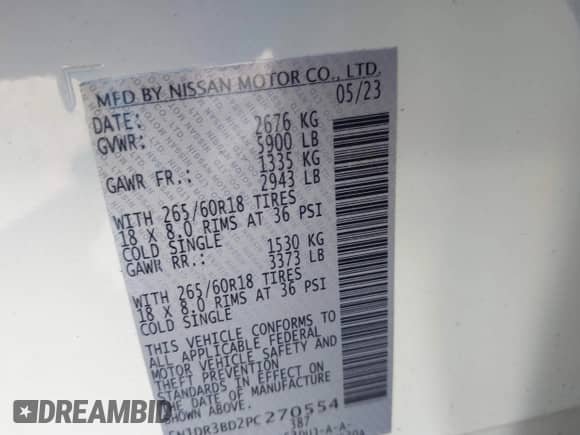 MFD BY NISSAN MOTOR CO., LTD.
DATE: 05/23
GVWR: 2676 KG
5900 LB
GAWR FR.: 1335 KG
2943 LB
WITH 265/60R18 TIRES
18 X 8.0 RIMS AT 36 PSI
COLD SINGLE
GAWR RR.: 1530 KG
3373 LB
WITH 265/60R18 TIRES
18 X 8.0 RIMS AT 36 PSI
COLD SINGLE
THIS VEHICLE CONFORMS TO
ALL APPLICABLE FEDERAL
MOTOR VEHICLE SAFETY AND
THEFT PREVENTION
STANDARDS IN EFFECT ON
THE DATE OF MANUFACTURE
SHOWN ABOVE.
5N1DR3BD2PC270554
387
DIDABIDWON
.COM